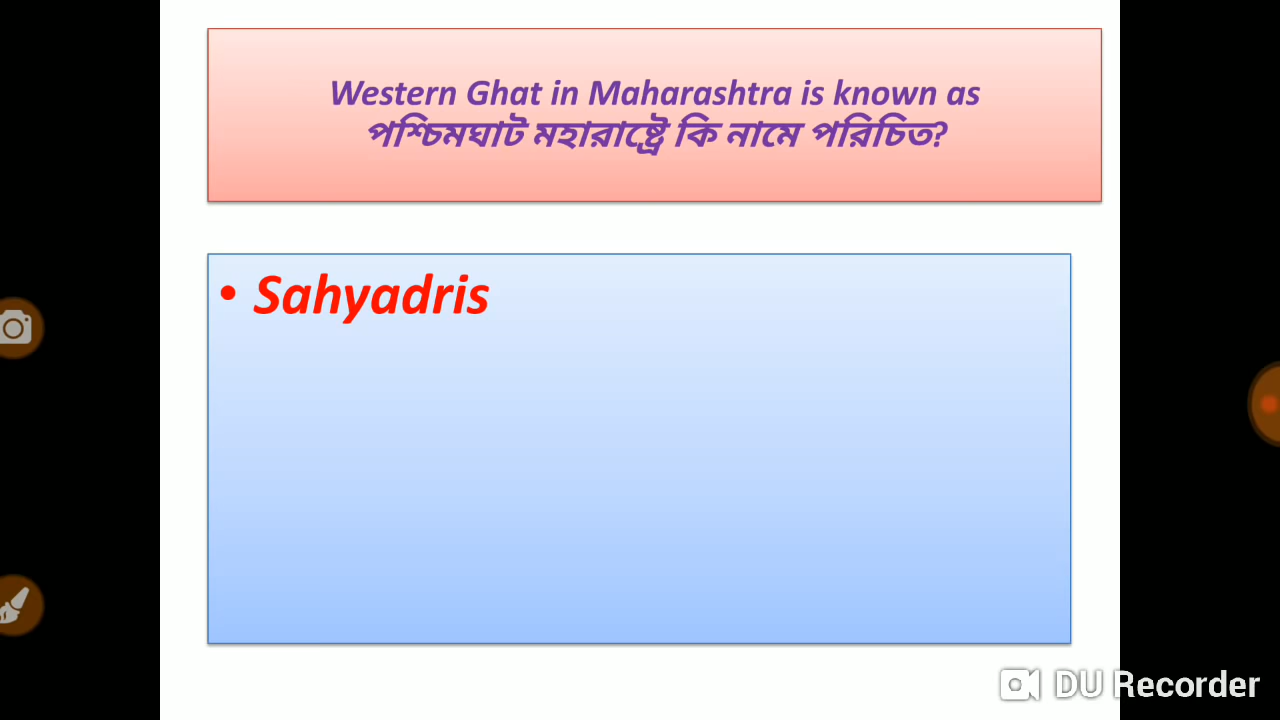 Western Ghat in Maharashtra is known as
পশ্চিমঘাট মহারাষ্ট্রে কি নামে পরিচিত?
• Sahyadris
DU Recorder